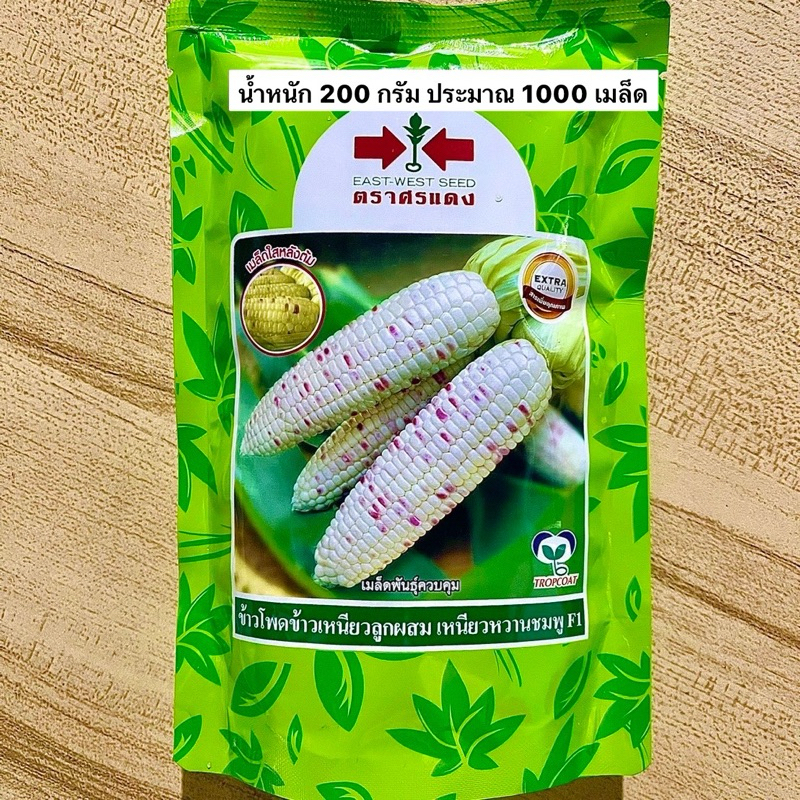 น้ำหนัก 200 กรัม ประมาณ 1000 เมล็ด
EAST-WEST SEED
ตราศรแดง
เมล็ดใสหลังต้ม
EXTRA
QUALITY
TROPCOAT
เมล็ดพันธุ์ควบคุม
ข้าวโพดข้าวเหนียวลูกผสม เหนียวหวานชมพู F1